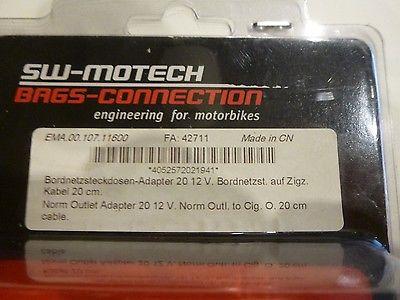 SW-MOTECH
BAGS-CONNECTION
engineering for motorbikes
EMA.00.107.11600 FA: 42711 Made in CN
*4052572021941*
Bordnetzsteckdosen-Adapter 20 12 V. Bordnetzst. auf Zigz.
Kabel 20 cm.
Norm Outlet Adapter 20 12 V. Norm Outl. to Cig. O. 20 cm
cable.